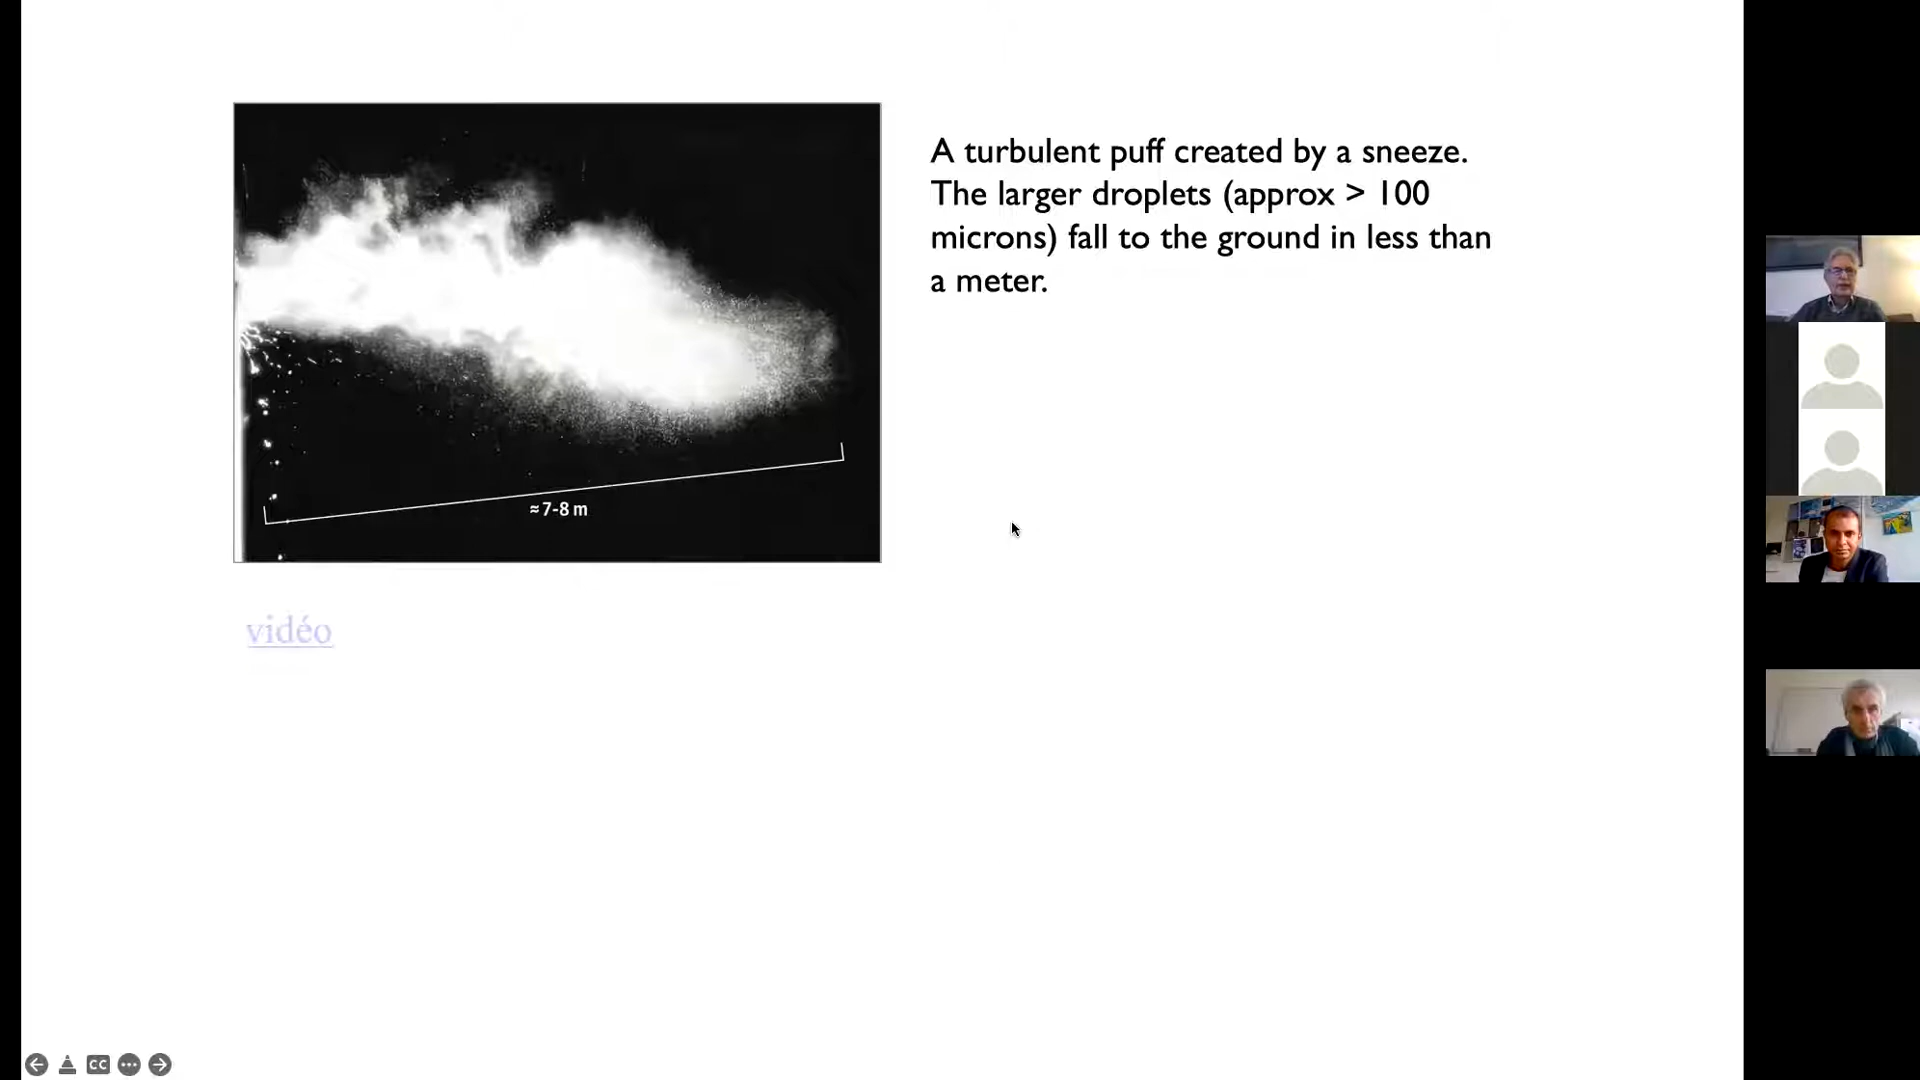 A turbulent puff created by a sneeze.
The larger droplets (approx > 100
microns) fall to the ground in less than
a meter.
≈7-8 m
vidéo
CC